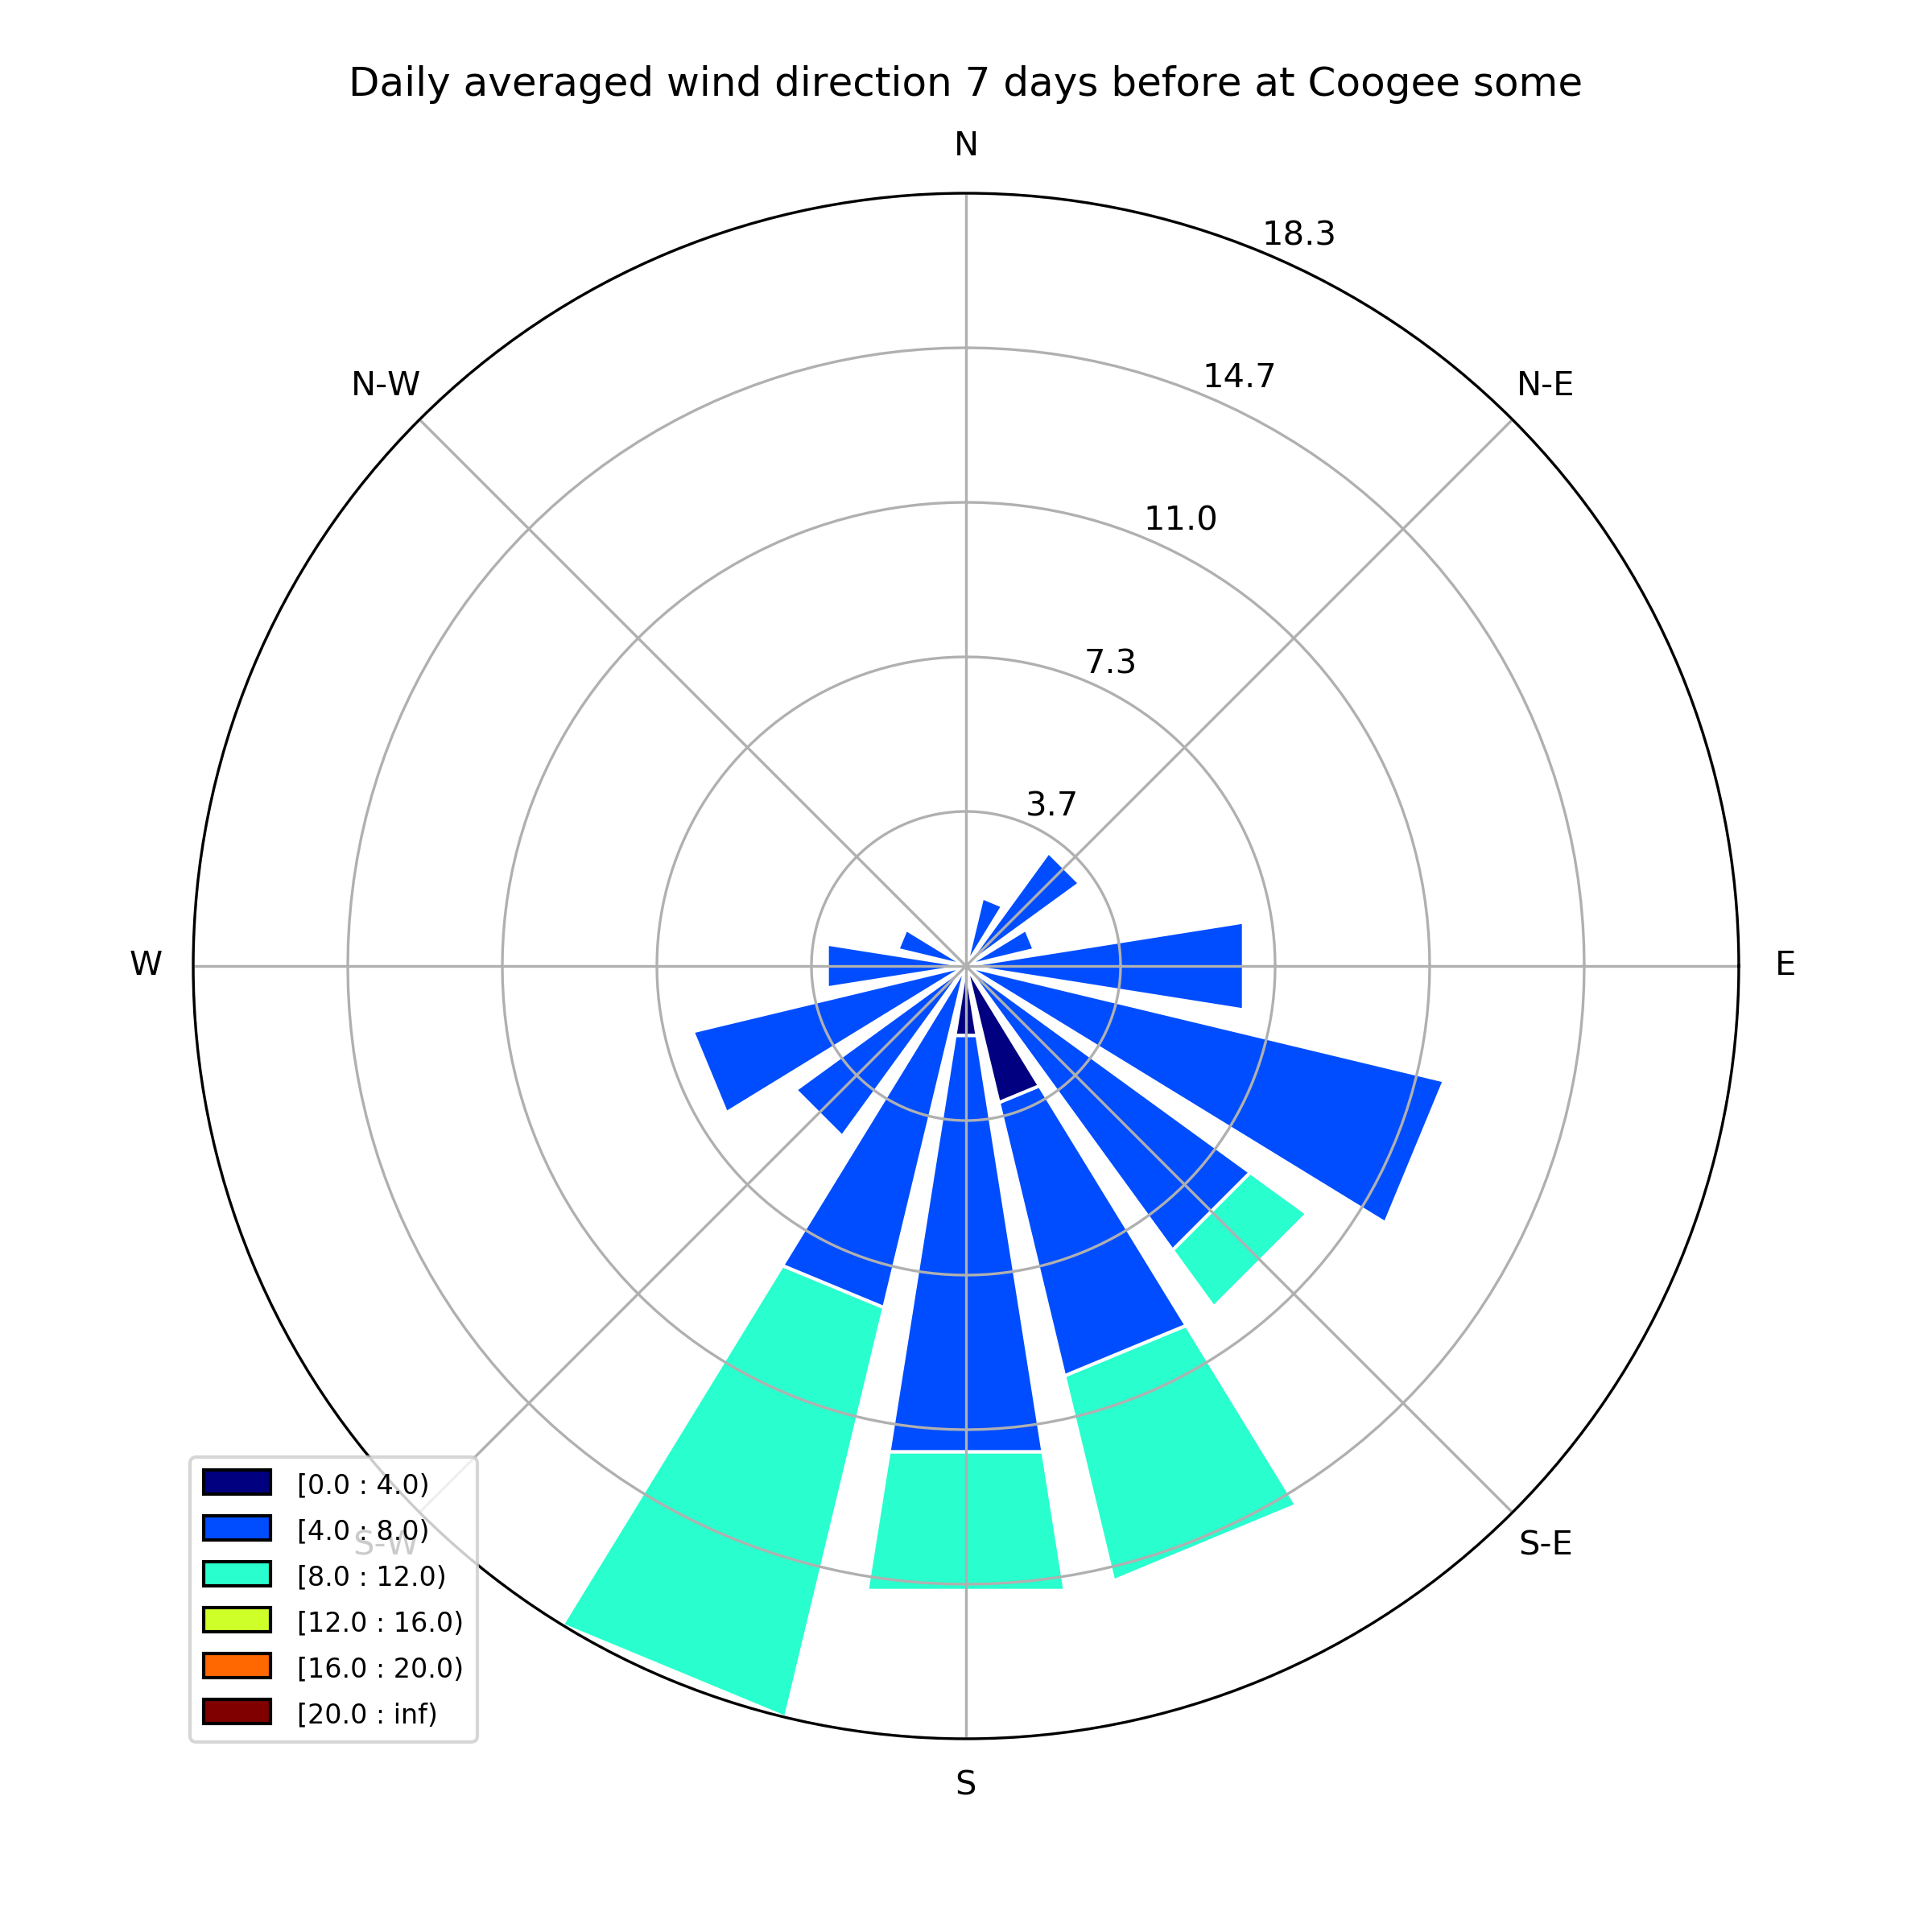 Daily averaged wind direction 7 days before at Coogee some
N
18.3
N-W
14.7
N-E
11.0
7.3
3.7
W
E
[0.0 : 4.0)
[4.0 : 8.0)
S-W
S-E
[8.0 : 12.0)
[12.0 : 16.0)
[16.0 : 20.0)
[20.0 : inf)
S